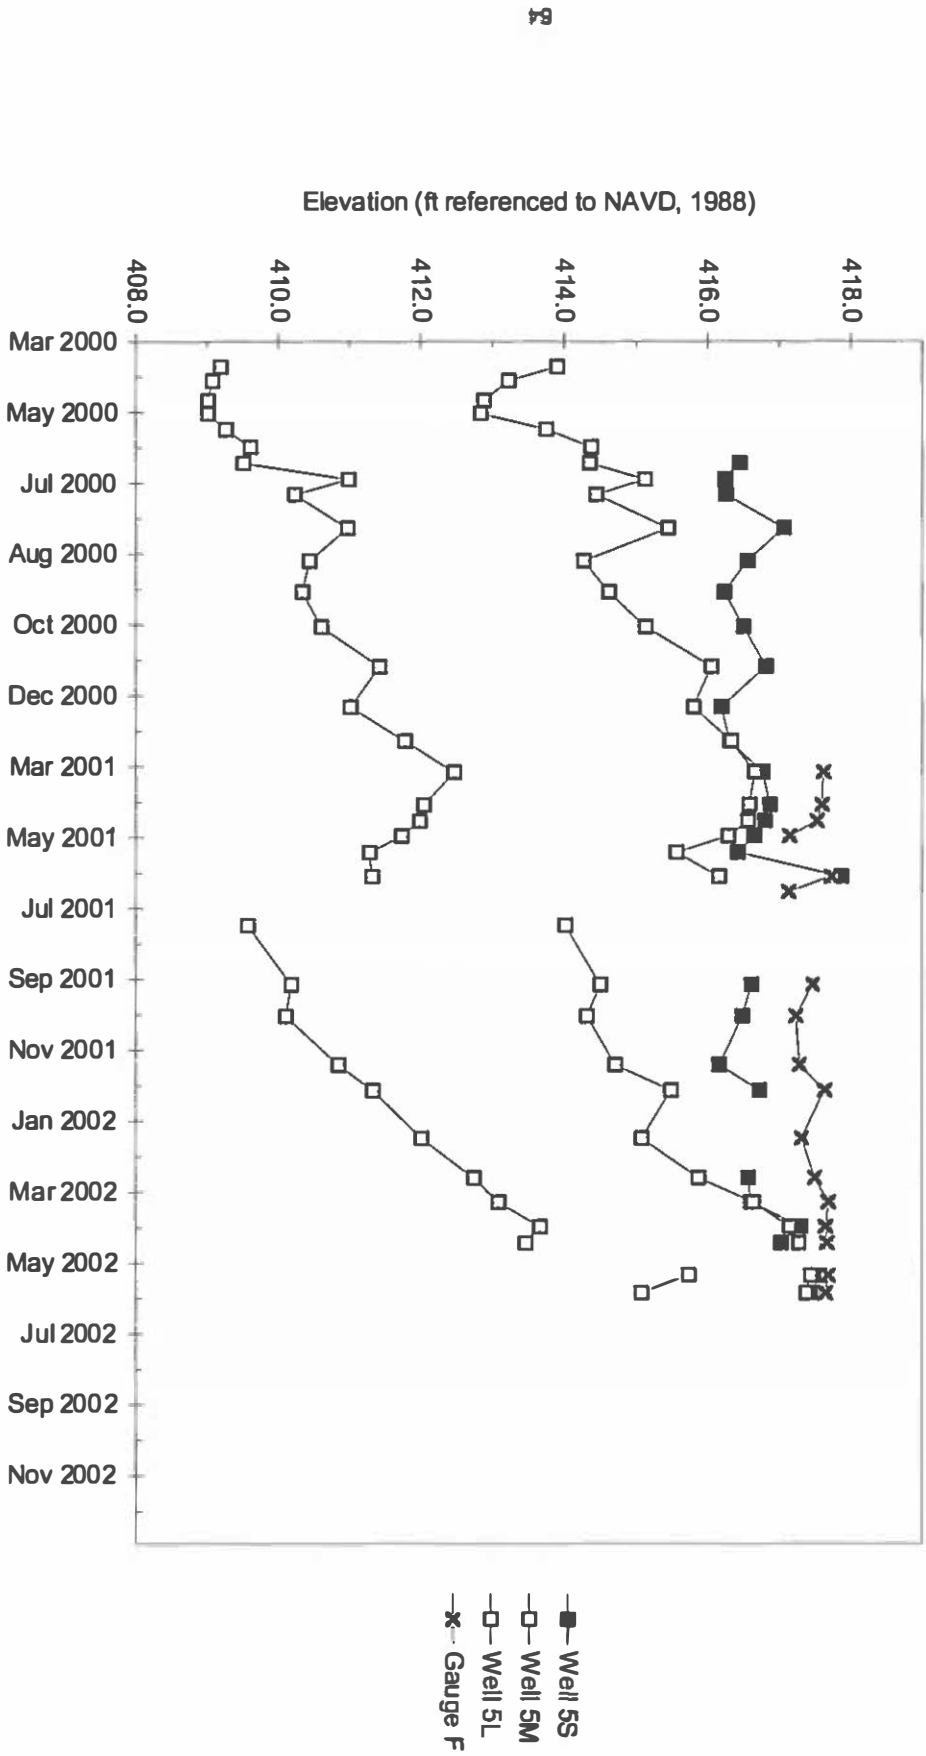 54
Elevation (ft referenced to NAVD, 1988)
408.0
410.0
412.0
414.0
416.0
418.0
Mar 2000
May 2000
Jul 2000
Aug 2000
Oct 2000
Dec 2000
Mar 2001
May 2001
Jul 2001
Sep 2001
Nov 2001
Jan 2002
Mar 2002
May 2002
Jul 2002
Sep 2002
Nov 2002
Well 5S
Well 5M
Well 5L
Gauge F